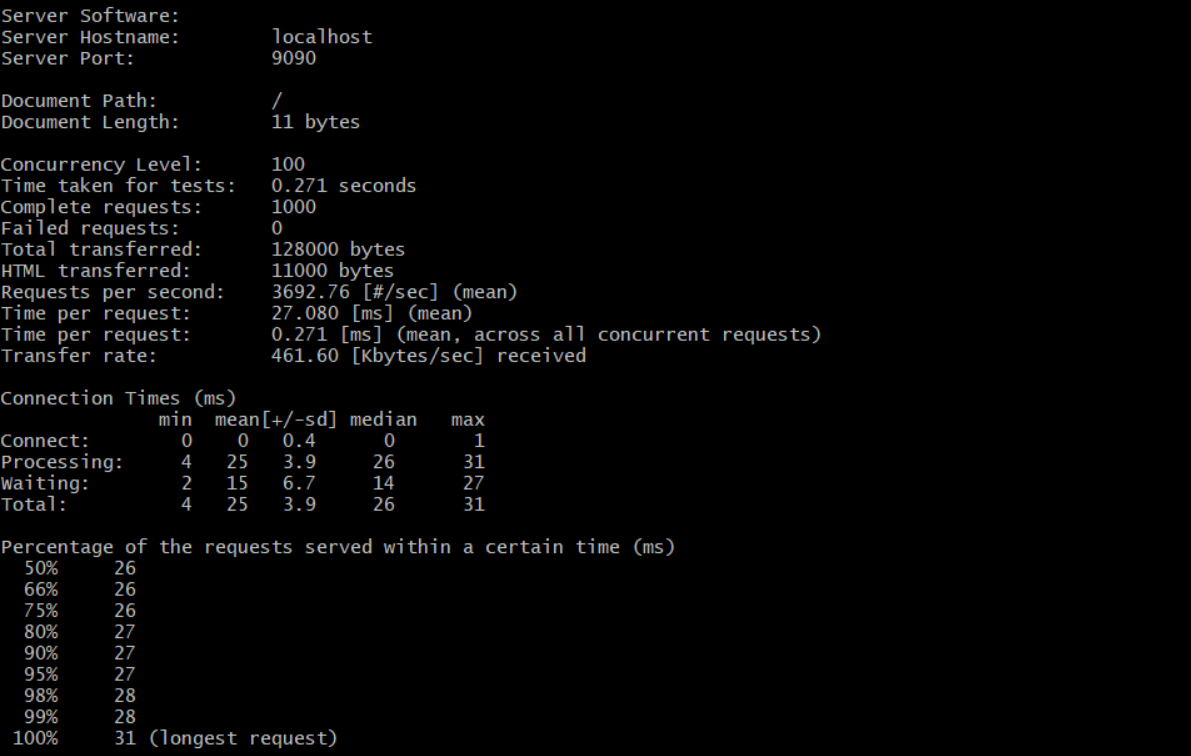 Server Software:
Server Hostname:        localhost
Server Port:            9090
Document Path:          /
Document Length:        11 bytes
Concurrency Level:      100
Time taken for tests:   0.271 seconds
Complete requests:      1000
Failed requests:        0
Total transferred:      128000 bytes
HTML transferred:       11000 bytes
Requests per second:    3692.76 [#/sec] (mean)
Time per request:       27.080 [ms] (mean)
Time per request:       0.271 [ms] (mean, across all concurrent requests)
Transfer rate:          461.60 [Kbytes/sec] received
Connection Times (ms)
              min  mean[+/-sd] median   max
Connect:        0    0   0.4      0       1
Processing:     4   25   3.9     26      31
Waiting:        2   15   6.7     14      27
Total:          4   25   3.9     26      31
Percentage of the requests served within a certain time (ms)
  50%     26
  66%     26
  75%     26
  80%     27
  90%     27
  95%     27
  98%     28
  99%     28
 100%     31 (longest request)